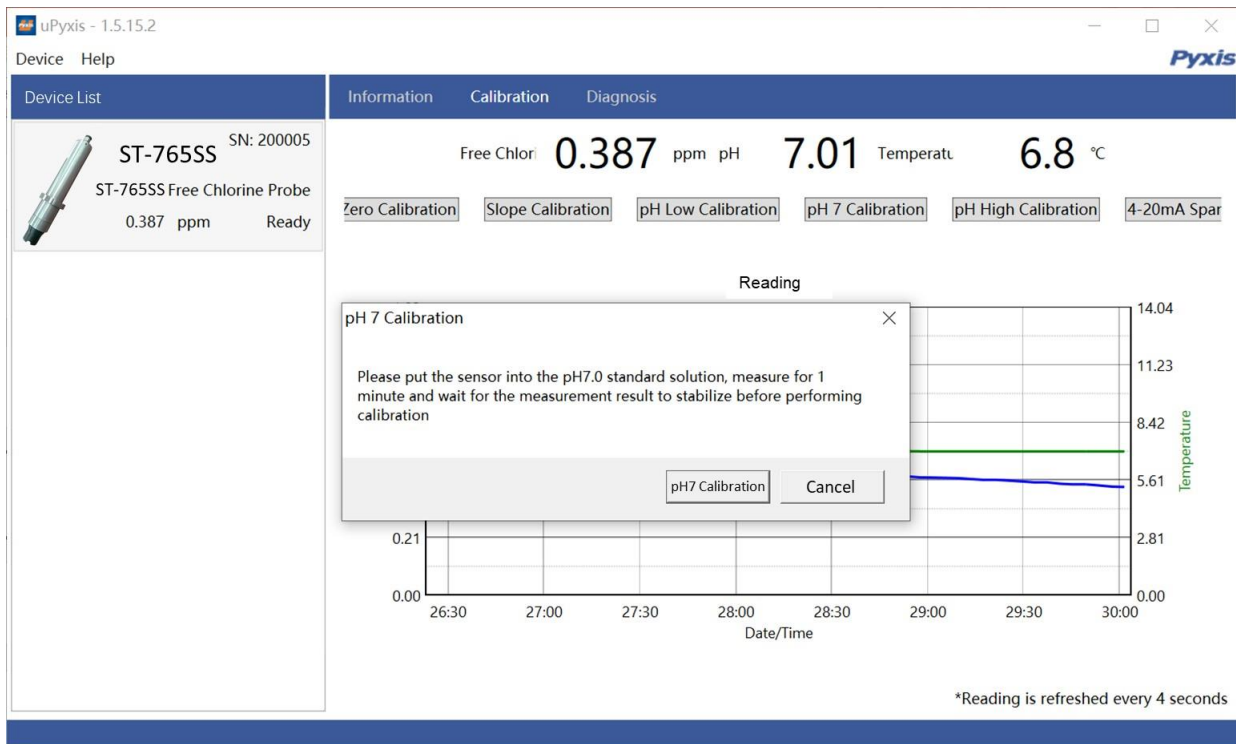 uPyxis - 1.5.15.2
Device Help
Pyxis
Device List
Information Calibration Diagnosis
ST-765SS SN: 200005
ST-765SS Free Chlorine Probe
0.387 ppm Ready
Free Chlori 0.387 ppm pH 7.01 Temperatu 6.8 °C
Zero Calibration Slope Calibration pH Low Calibration pH 7 Calibration pH High Calibration 4-20mA Span
Reading
pH 7 Calibration
Please put the sensor into the pH7.0 standard solution, measure for 1
minute and wait for the measurement result to stabilize before performing
calibration
pH7 Calibration Cancel
14.04
11.23
8.42
5.61
Temperature
0.21 2.81
0.00 0.00
26:30 27:00 27:30 28:00 28:30 29:00 29:30 30:00
Date/Time
*Reading is refreshed every 4 seconds